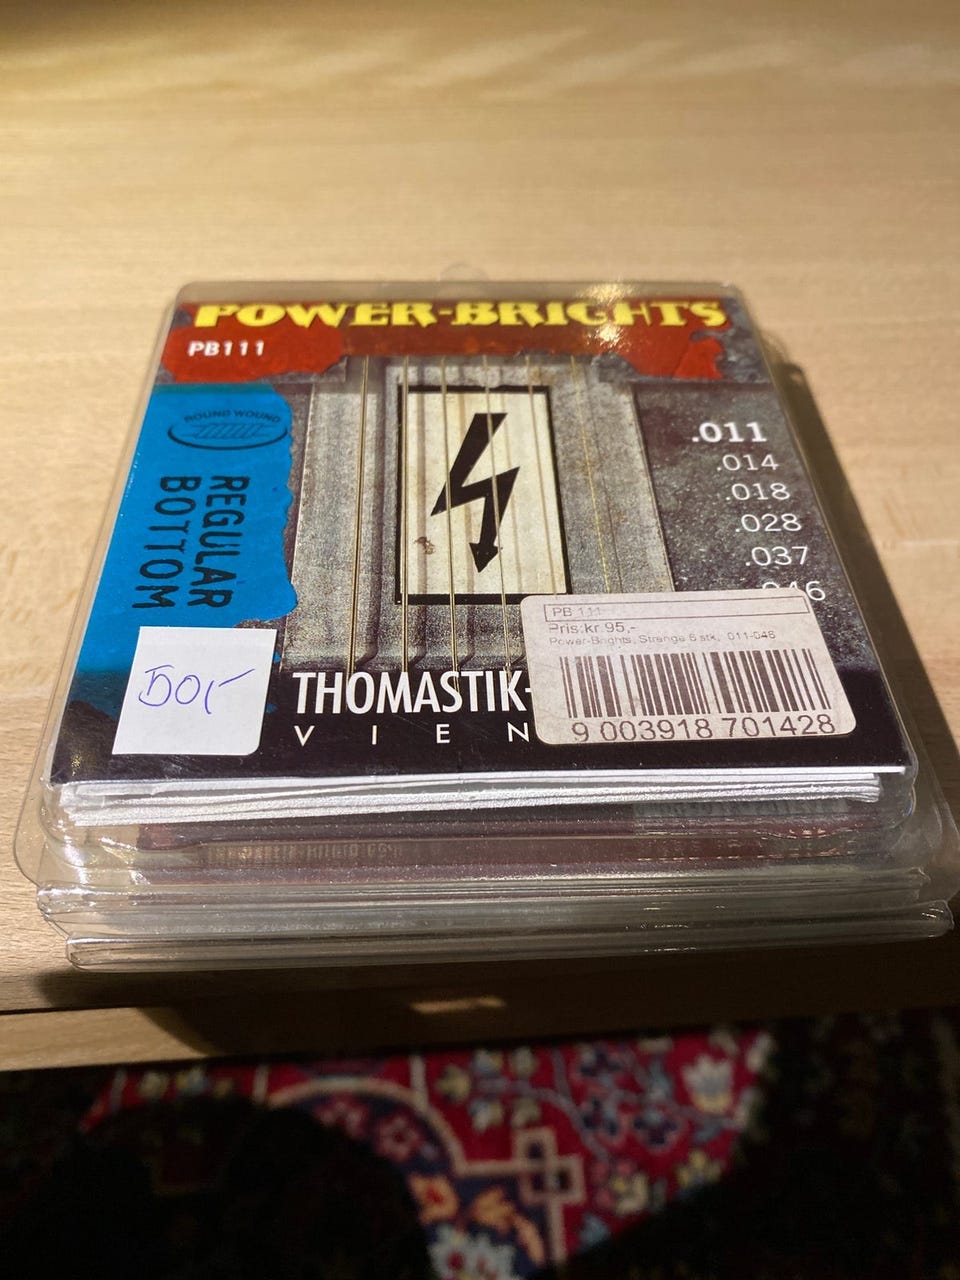 POWER-BRIGHTS
PB111
ROUND WOUND
REGULAR
BOTTOM
.011
.014
.018
.028
.037
50,-
THOMASTIK-
VIEN
PB 111
Pris:kr.95,-
Power-Brights, Strenge 6 stk, 011-046
9 003918 701428